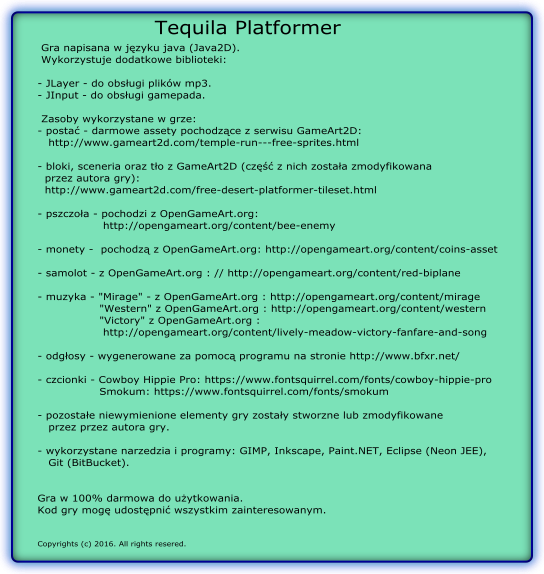 Tequila Platformer
Gra napisana w języku java (Java2D).
Wykorzystuje dodatkowe biblioteki:
- JLayer - do obsługi plików mp3.
- JInput - do obsługi gamepada.
Zasoby wykorzystane w grze:
- postać - darmowe assety pochodzące z serwisu GameArt2D:
http://www.gameart2d.com/temple-run---free-sprites.html
- bloki, sceneria oraz tło z GameArt2D (część z nich została zmodyfikowana
przez autora gry):
http://www.gameart2d.com/free-desert-platformer-tileset.html
- pszczoła - pochodzi z OpenGameArt.org:
http://opengameart.org/content/bee-enemy
- monety -  pochodzą z OpenGameArt.org: http://opengameart.org/content/coins-asset
- samolot - z OpenGameArt.org : // http://opengameart.org/content/red-biplane
- muzyka - "Mirage" - z OpenGameArt.org : http://opengameart.org/content/mirage
"Western" z OpenGameArt.org : http://opengameart.org/content/western
"Victory" z OpenGameArt.org :
http://opengameart.org/content/lively-meadow-victory-fanfare-and-song
- odgłosy - wygenerowane za pomocą programu na stronie http://www.bfxr.net/
- czcionki - Cowboy Hippie Pro: https://www.fontsquirrel.com/fonts/cowboy-hippie-pro
Smokum: https://www.fontsquirrel.com/fonts/smokum
- pozostałe niewymienione elementy gry zostały stworzne lub zmodyfikowane
przez przez autora gry.
- wykorzystane narzedzia i programy: GIMP, Inkscape, Paint.NET, Eclipse (Neon JEE),
Git (BitBucket).
Gra w 100% darmowa do użytkowania.
Kod gry mogę udostępnić wszystkim zainteresowanym.
Copyrights (c) 2016. All rights resered.